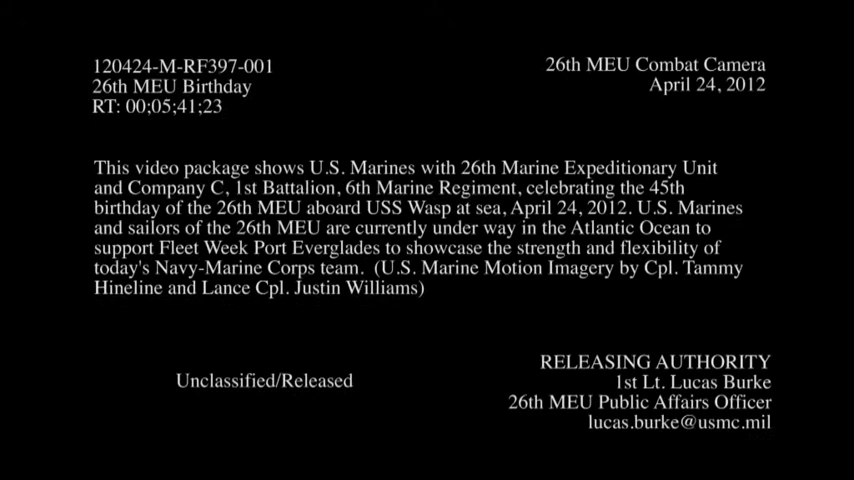 120424-M-RF397-001
26th MEU Birthday
RT: 00;05;41;23
26th MEU Combat Camera
April 24, 2012
This video package shows U.S. Marines with 26th Marine Expeditionary Unit
and Company C, 1st Battalion, 6th Marine Regiment, celebrating the 45th
birthday of the 26th MEU aboard USS Wasp at sea, April 24, 2012. U.S. Marines
and sailors of the 26th MEU are currently under way in the Atlantic Ocean to
support Fleet Week Port Everglades to showcase the strength and flexibility of
today's Navy-Marine Corps team.  (U.S. Marine Motion Imagery by Cpl. Tammy
Hineline and Lance Cpl. Justin Williams)
Unclassified/Released
RELEASING AUTHORITY
1st Lt. Lucas Burke
26th MEU Public Affairs Officer
lucas.burke@usmc.mil